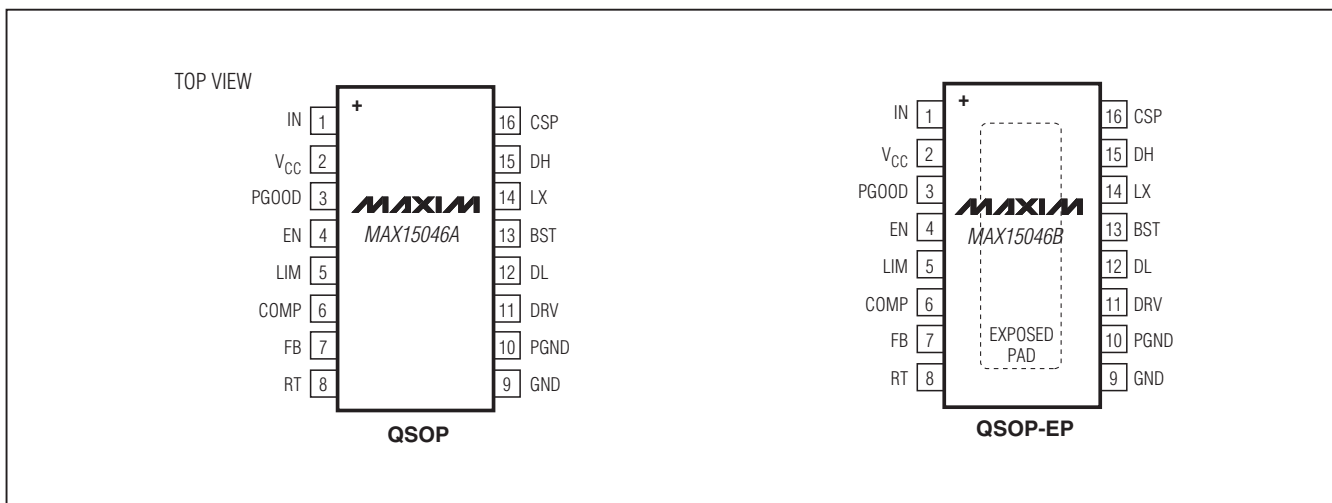 TOP VIEW
+
IN 1
16 CSP
VCC 2
15 DH
PGOOD 3
14 LX
EN 4
13 BST
LIM 5
12 DL
COMP 6
11 DRV
FB 7
10 PGND
RT 8
9 GND
MAXIM
MAX15046A
QSOP
+
IN 1
16 CSP
VCC 2
15 DH
PGOOD 3
14 LX
EN 4
13 BST
LIM 5
12 DL
COMP 6
11 DRV
FB 7
10 PGND
RT 8
9 GND
MAXIM
MAX15046B
EXPOSED
PAD
QSOP-EP